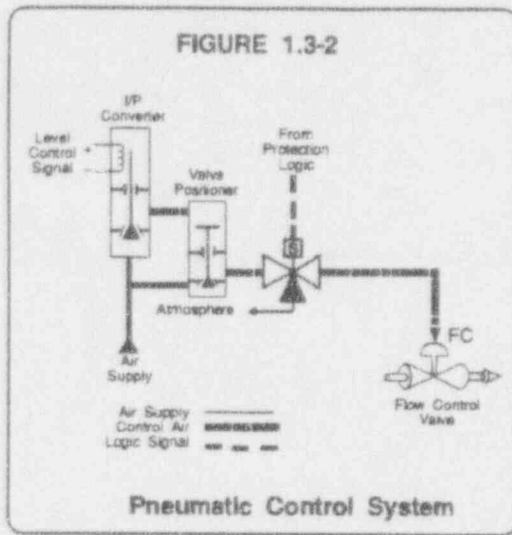 FIGURE 1.3-2
I/P
Converter
Level
Control
Signal
+
-
Valve
Positioner
From
Protection
Logic
S
Atmosphere
Air
Supply
FC
Flow Control
Valve
Air Supply
Control Air
Logic Signal
Pneumatic Control System